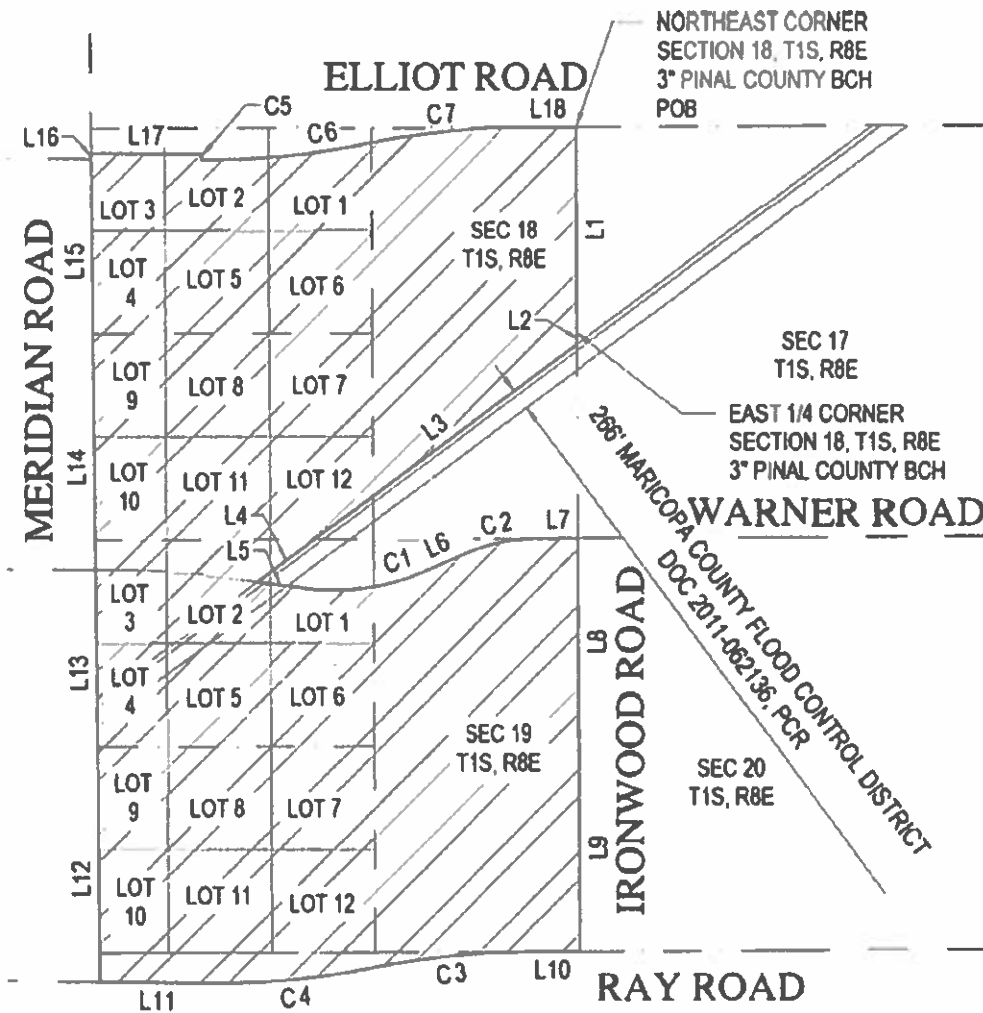 NORTHEAST CORNER
SECTION 18, T1S, R8E
3" PINAL COUNTY BCH
POB
ELLIOT ROAD
C5
C7
L18
L16
L17
C6
LOT 3
LOT 2
LOT 1
SEC 18
T1S, R8E
L1
MERIDIAN ROAD
L15
LOT
4
LOT 5
LOT 6
L2
SEC 17
T1S, R8E
LOT
9
LOT 8
LOT 7
L3
EAST 1/4 CORNER
SECTION 18, T1S, R8E
3" PINAL COUNTY BCH
266' MARICOPA COUNTY FLOOD CONTROL DISTRICT
DOC 2011-062136, PCR
L14
LOT
10
LOT 11
LOT 12
L4
WARNER ROAD
L5
C1
L6
C2
L7
LOT
3
LOT 2
LOT 1
IRONWOOD ROAD
L8
L13
LOT
4
LOT 5
LOT 6
SEC 19
T1S, R8E
SEC 20
T1S, R8E
LOT
9
LOT 8
LOT 7
L9
L12
LOT
10
LOT 11
LOT 12
L11
C4
C3
L10
RAY ROAD